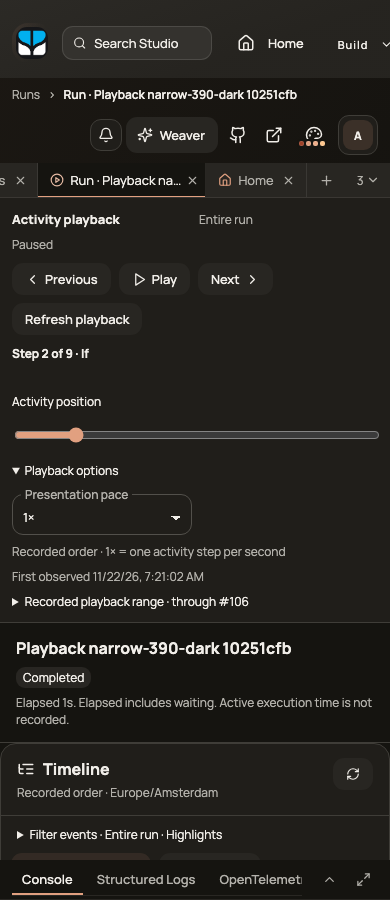 Search Studio
Home
Build
Runs › Run · Playback narrow-390-dark 10251cfb
Weaver
A
s
Run · Playback na...
Home
3
Activity playback
Entire run
Paused
Previous
Play
Next
Refresh playback
Step 2 of 9 · If
Activity position
Playback options
Presentation pace
1×
Recorded order · 1× = one activity step per second
First observed 11/22/26, 7:21:02 AM
Recorded playback range · through #106
Playback narrow-390-dark 10251cfb
Completed
Elapsed 1s. Elapsed includes waiting. Active execution time is not
recorded.
Timeline
Recorded order · Europe/Amsterdam
Filter events · Entire run · Highlights
Console
Structured Logs
OpenTelemet